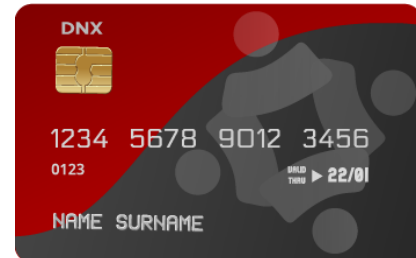 DNX
1234 5678 9012 3456
0123
VALID
THRU ▶ 22/01
NAME SURNAME